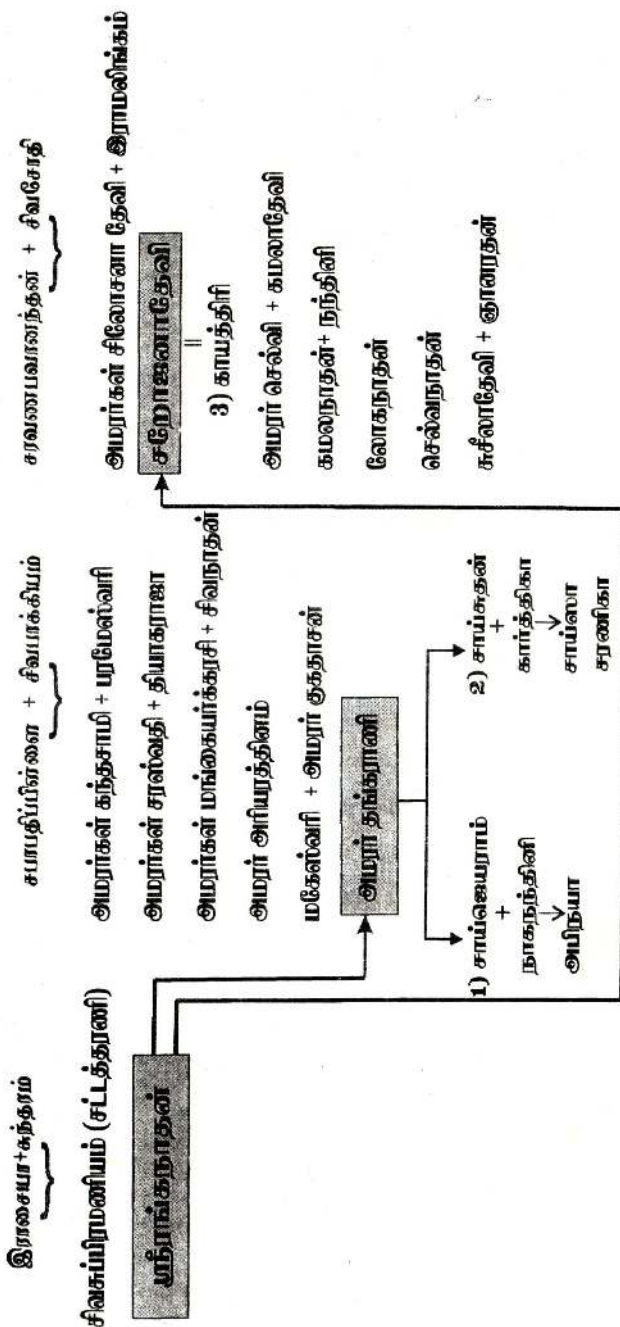 இராசையா+சுந்தரம்
சிவசுப்பிரமணியம் (சட்டத்தரணி)
ஶ்ரீரங்கநாதன்
சபாபதிப்பிள்ளை + சிவபாக்கியம்
அமரர்கள் கந்தசாமி + பரமேஸ்வரி
அமரர்கள் சரஸ்வதி + தியாகராஜா
அமரர்கள் மங்கையர்க்கரசி + சிவநாதன்
அமரர் அரியரத்தினம்
மகேஸ்வரி + அமரர் குகதாசன்
அமரர் தங்கராணி
1) சாய்ஜெயராம்
+
நாகநந்தினி
அபிநயா
2) சாய்சுதன்
+
கார்த்திகா
சாய்ஸா
சரணிகா
சரவணபவானந்தன் + சிவசோதி
அமரர்கள் சிலோசனா தேவி + இராமலிங்கம்
சறோஜனாதேவி
=
3) காயத்திரி
அமரர் செல்வி + கமலாதேவி
கமலநாதன்+ நந்தினி
லோகநாதன்
செல்வநாதன்
சுசீலாதேவி + ஞானரதன்